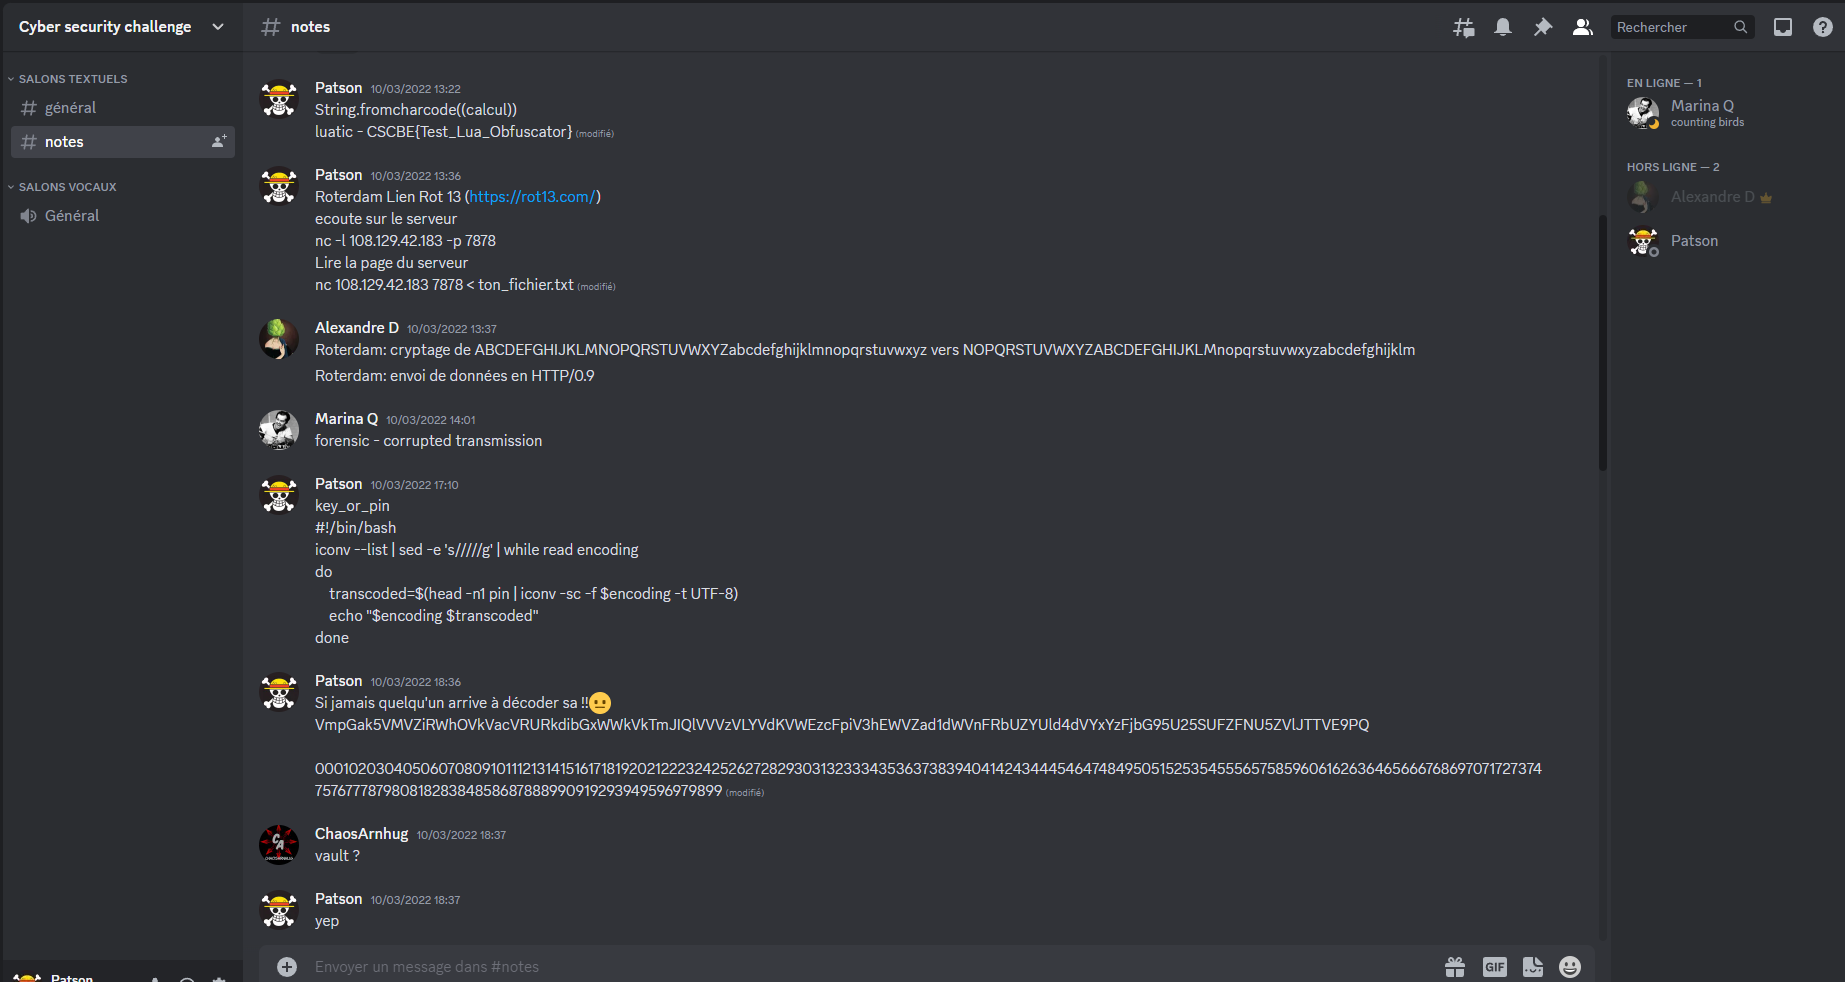 Cyber security challenge
notes
Rechercher
SALONS TEXTUELS
général
notes
SALONS VOCAUX
Général
Patson 10/03/2022 13:22
String.fromcharcode((calcul))
luatic - CSCBE{Test_Lua_Obfuscator} (modifié)
Patson 10/03/2022 13:36
Roterdam Lien Rot 13 (https://rot13.com/)
ecoute sur le serveur
nc -l 108.129.42.183 -p 7878
Lire la page du serveur
nc 108.129.42.183 7878 < ton_fichier.txt (modifié)
Alexandre D 10/03/2022 13:37
Roterdam: cryptage de ABCDEFGHIJKLMNOPQRSTUVWXYZabcdefghijklmnopqrstuvwxyz vers NOPQRSTUVWXYZABCDEFGHIJKLMnopqrstuvwxyzabcdefghijklm
Roterdam: envoi de données en HTTP/0.9
Marina Q 10/03/2022 14:01
forensic - corrupted transmission
Patson 10/03/2022 17:10
key_or_pin
#!/bin/bash
iconv --list | sed -e 's/////g' | while read encoding
do
transcoded=$(head -n1 pin | iconv -sc -f $encoding -t UTF-8)
echo "$encoding $transcoded"
done
Patson 10/03/2022 18:36
Si jamais quelqu'un arrive à décoder sa !!😐
VmpGak5VMVZiRWhOVkVacVRURkdibGxWWkVkTmJIQlVVVzVLYVdKVWEzcFpiV3hEWVZad1dWVnFRbUZYUld4dVYxYzFjbG95U25SUFZFNU5ZVlJTTVE9PQ
000102030405060708091011121314151617181920212223242526272829303132333435363738394041424344454647484950515253545556575859606162636465666768697071727374
75767778798081828384858687888990919293949596979899 (modifié)
ChaosArnhug 10/03/2022 18:37
vault ?
Patson 10/03/2022 18:37
yep
Envoyer un message dans #notes
GIF
EN LIGNE — 1
Marina Q
counting birds
HORS LIGNE — 2
Alexandre D
Patson
Patson